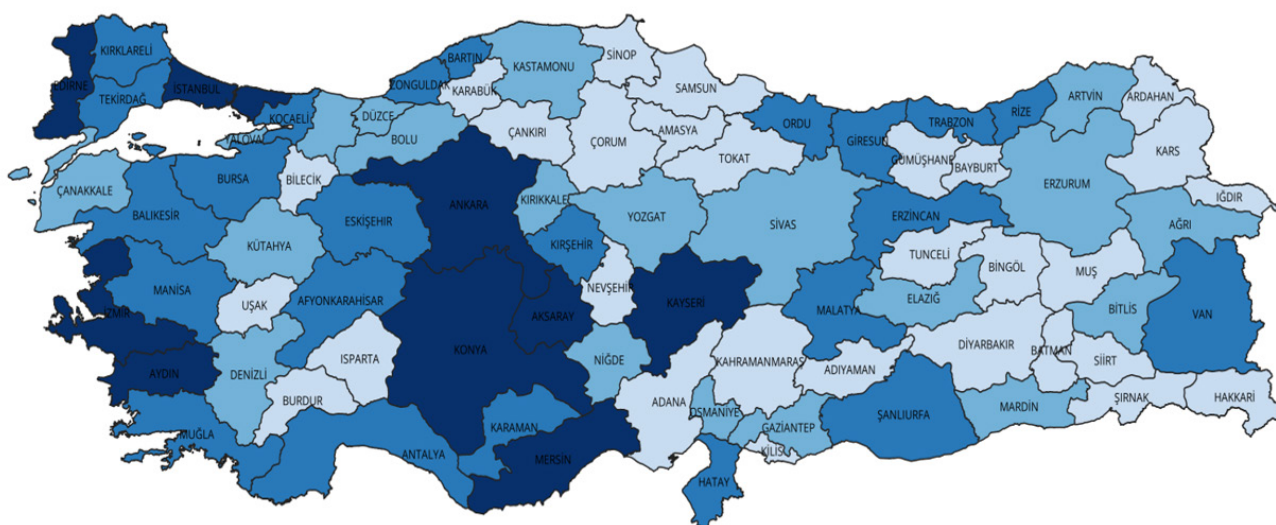 KIRKLARELİ
EDİRNE
TEKİRDAĞ
İSTANBUL
KOCAELİ
YALOVA
DÜZCE
BOLU
ZONGULDAK
BARTIN
KARABÜK
KASTAMONU
SİNOP
SAMSUN
ÇANKIRI
ÇORUM
AMASYA
TOKAT
ORDU
GİRESUN
TRABZON
RİZE
ARTVİN
ARDAHAN
GÜMÜŞHANE
BAYBURT
KARS
IĞDIR
ERZURUM
AĞRI
ÇANAKKALE
BALIKESİR
BURSA
BİLECİK
ESKİŞEHİR
ANKARA
KIRIKKALE
YOZGAT
SİVAS
ERZİNCAN
KÜTAHYA
KIRŞEHİR
NEVŞEHİR
KAYSERİ
TUNCELİ
BİNGÖL
MUŞ
BİTLİS
VAN
MANİSA
UŞAK
AFYONKARAHİSAR
İZMİR
AKSARAY
KONYA
MALATYA
ELAZIĞ
DİYARBAKIR
BATMAN
SİİRT
AYDIN
DENİZLİ
ISPARTA
BURDUR
NİĞDE
KAHRAMANMARAŞ
ADIYAMAN
ADANA
OSMANİYE
GAZİANTEP
KİLİS
ŞANLIURFA
MARDİN
ŞIRNAK
HAKKARİ
MUĞLA
ANTALYA
KARAMAN
MERSİN
HATAY